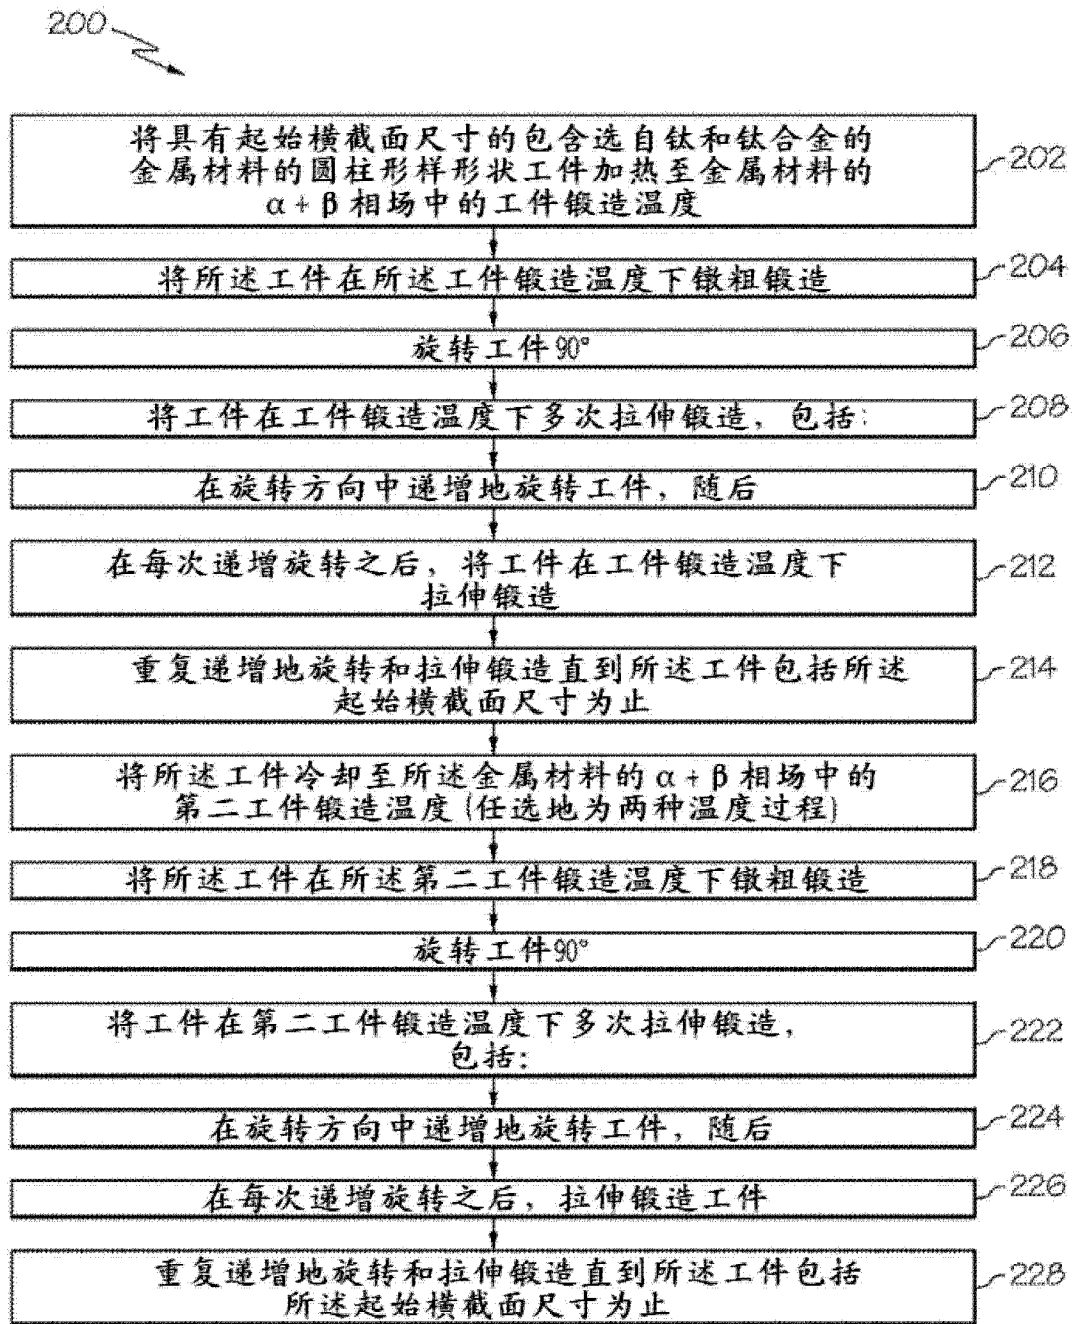 200
将具有起始横截面尺寸的包含选自钛和钛合金的
金属材料的圆柱形样形状工件加热至金属材料的
α + β 相场中的工件锻造温度
202
将所述工件在所述工件锻造温度下镦粗锻造
204
旋转工件90°
206
将工件在工件锻造温度下多次拉伸锻造，包括：
208
在旋转方向中递增地旋转工件，随后
210
在每次递增旋转之后，将工件在工件锻造温度下
拉伸锻造
212
重复递增地旋转和拉伸锻造直到所述工件包括所述
起始横截面尺寸为止
214
将所述工件冷却至所述金属材料的 α + β 相场中的
第二工件锻造温度(任选地为两种温度过程)
216
将所述工件在所述第二工件锻造温度下镦粗锻造
218
旋转工件90°
220
将工件在第二工件锻造温度下多次拉伸锻造，
包括：
222
在旋转方向中递增地旋转工件，随后
224
在每次递增旋转之后，拉伸锻造工件
226
重复递增地旋转和拉伸锻造直到所述工件包括
所述起始横截面尺寸为止
228